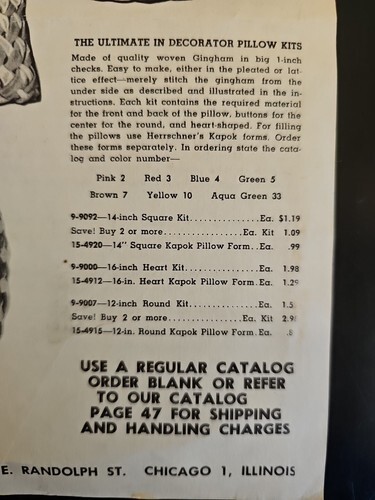 THE ULTIMATE IN DECORATOR PILLOW KITS
Made of quality woven Gingham in big 1-inch
checks. Easy to make, either in the pleated or lat-
tice effect—merely stitch the gingham from the
under side as described and illustrated in the in-
structions. Each kit contains the required material
for the front and back of the pillow, buttons for the
center for the round, and heart-shaped. For filling
the pillows use Herrschner's Kapok forms. Order
these forms separately. In ordering state the cata-
log and color number—
Pink 2 Red 3 Blue 4 Green 5
Brown 7 Yellow 10 Aqua Green 33
9-9092—14-inch Square Kit................Ea. $1.19
Save! Buy 2 or more...................Ea. Kit 1.09
15-4920—14" Square Kapok Pillow Form..Ea. .99
9-9000—16-inch Heart Kit.................Ea. 1.98
15-4912—16-in. Heart Kapok Pillow Form.Ea.
9-9007—12-inch Round Kit................Ea.
Save! Buy 2 or more...................Ea. Kit
15-4915—12-in. Round Kapok Pillow Form..Ea.
USE A REGULAR CATALOG
ORDER BLANK OR REFER
TO OUR CATALOG
PAGE 47 FOR SHIPPING
AND HANDLING CHARGES
E. RANDOLPH ST. CHICAGO 1, ILLINOIS